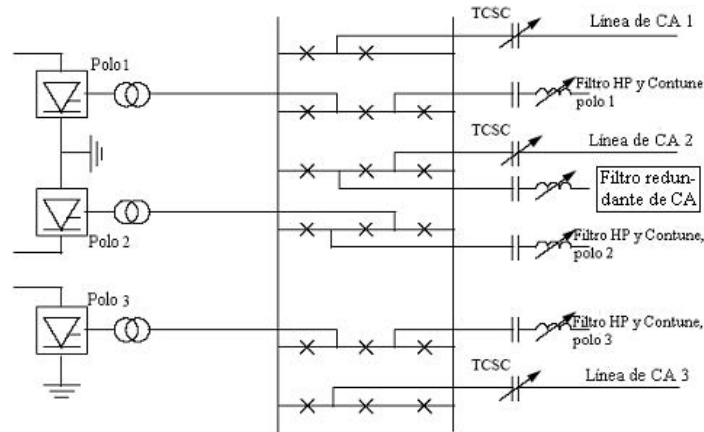 TCSC
Línea de CA 1
Polo 1
Filtro HP y Contune,
polo 1
TCSC
Línea de CA 2
Filtro redun-
dante de CA
Polo 2
Filtro HP y Contune,
polo 2
Polo 3
Filtro HP y Contune,
polo 3
TCSC
Línea de CA 3